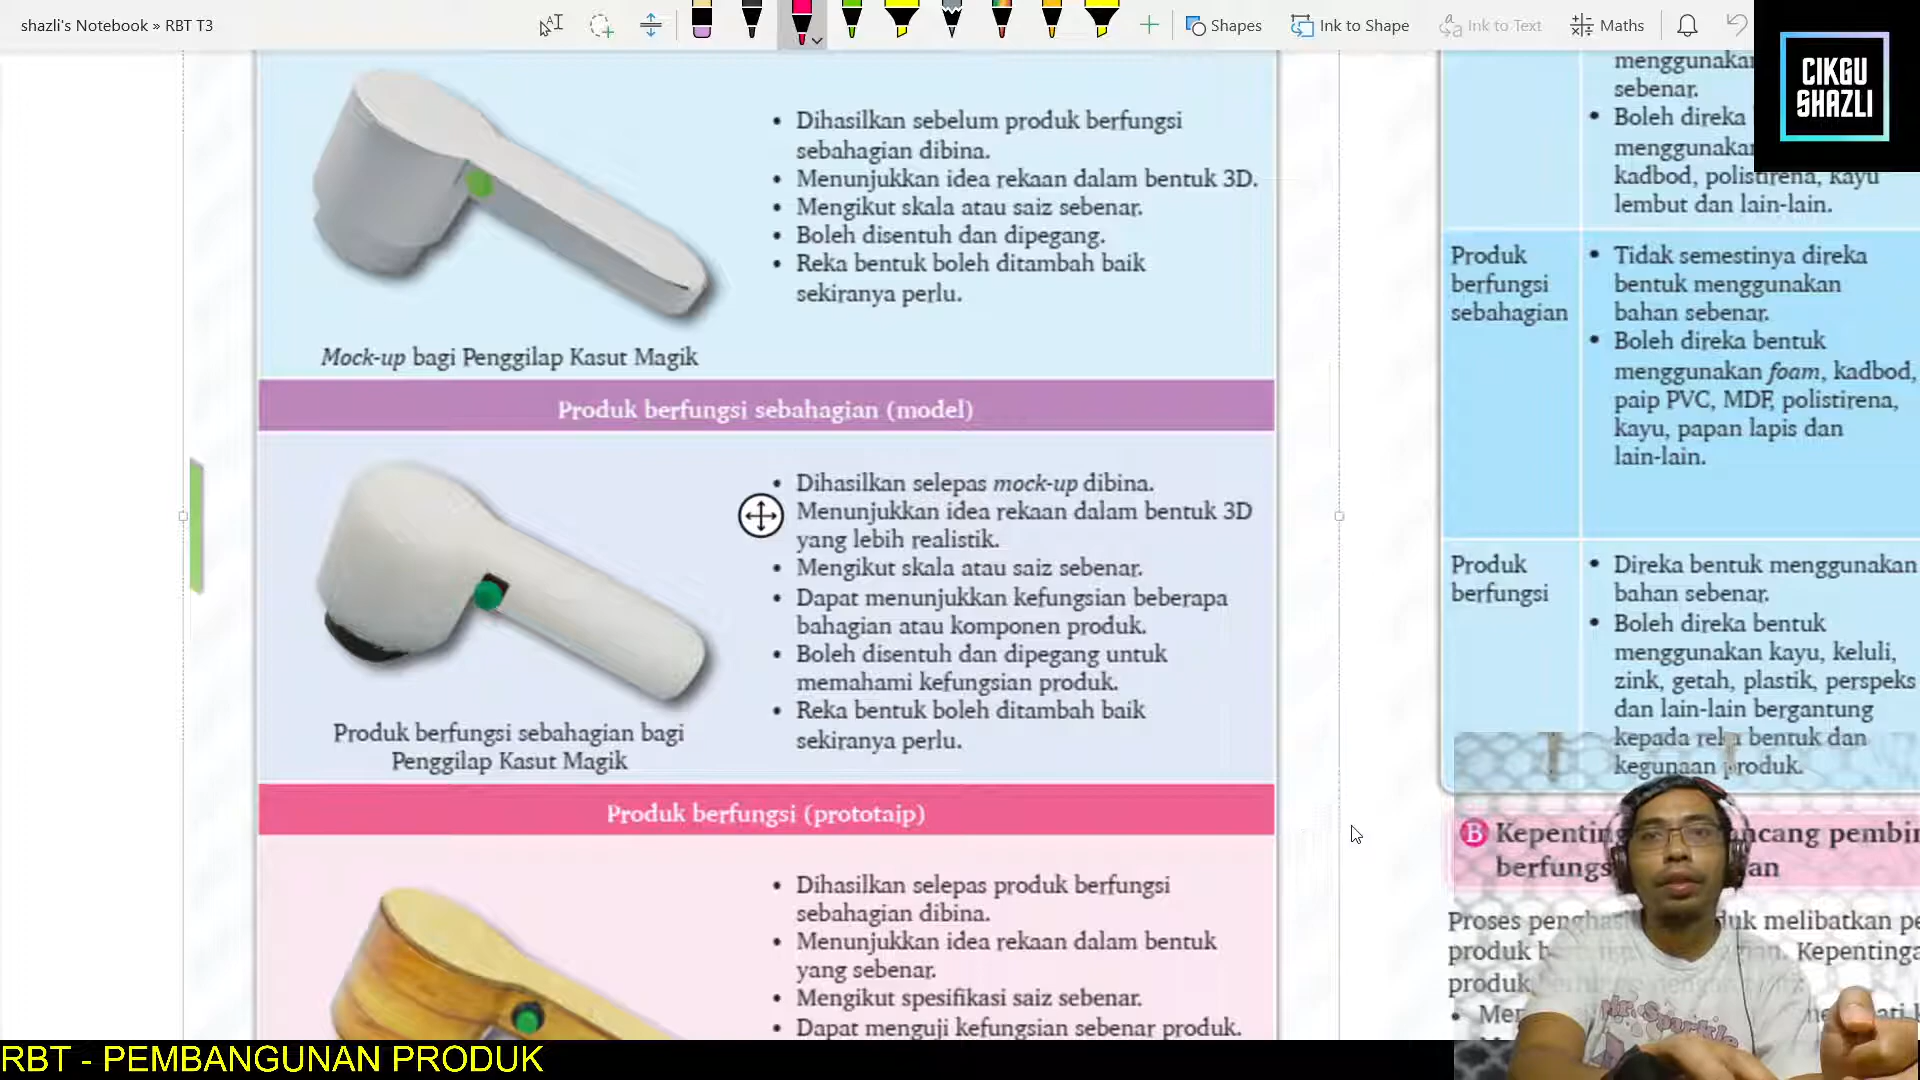 shazli's Notebook » RBT T3
Shapes
Ink to Shape
Ink to Text
Maths
CIKGU
SHAZLI
• Dihasilkan sebelum produk berfungsi
sebahagian dibina.
• Menunjukkan idea rekaan dalam bentuk 3D.
• Mengikut skala atau saiz sebenar.
• Boleh disentuh dan dipegang.
• Reka bentuk boleh ditambah baik
sekiranya perlu.
Mock-up bagi Penggilap Kasut Magik
Produk berfungsi sebahagian (model)
• Dihasilkan selepas mock-up dibina.
Menunjukkan idea rekaan dalam bentuk 3D
yang lebih realistik.
• Mengikut skala atau saiz sebenar.
• Dapat menunjukkan kefungsian beberapa
bahagian atau komponen produk.
• Boleh disentuh dan dipegang untuk
memahami kefungsian produk.
• Reka bentuk boleh ditambah baik
sekiranya perlu.
Produk berfungsi sebahagian bagi
Penggilap Kasut Magik
Produk berfungsi (prototaip)
• Dihasilkan selepas produk berfungsi
sebahagian dibina.
• Menunjukkan idea rekaan dalam bentuk
yang sebenar.
• Mengikut spesifikasi saiz sebenar.
• Dapat menguji kefungsian sebenar produk.
sebenar.
• Boleh direka
kadbod, polistirena, kayu
lembut dan lain-lain.
Produk
berfungsi
sebahagian
• Tidak semestinya direka
bentuk menggunakan
bahan sebenar.
• Boleh direka bentuk
menggunakan foam, kadbod,
paip PVC, MDF, polistirena,
kayu, papan lapis dan
lain-lain.
Produk
berfungsi
• Direka bentuk menggunakan
bahan sebenar.
• Boleh direka bentuk
menggunakan kayu, keluli,
zink, getah, plastik, perspeks
dan lain-lain bergantung
kepada reka bentuk dan
kegunaan produk.
B
Proses
melibatkan
produk
produk
RBT - PEMBANGUNAN PRODUK